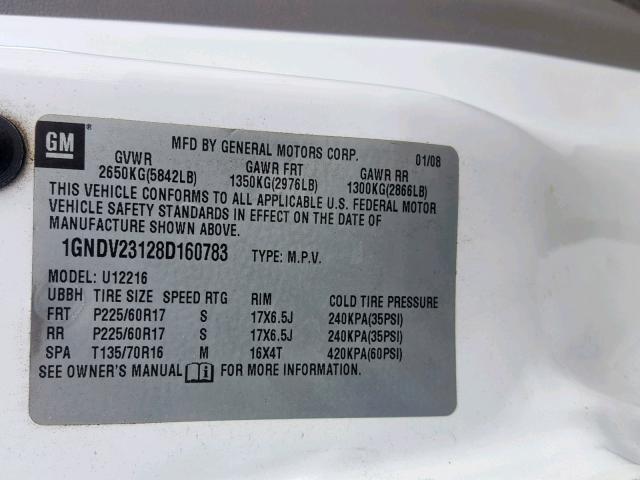 GM ®
MFD BY GENERAL MOTORS CORP. 01/08
GVWR GAWR FRT GAWR RR
2650KG(5842LB) 1350KG(2976LB) 1300KG(2866LB)
THIS VEHICLE CONFORMS TO ALL APPLICABLE U.S. FEDERAL MOTOR
VEHICLE SAFETY STANDARDS IN EFFECT ON THE DATE OF
MANUFACTURE SHOWN ABOVE.
1GNDV23128D160783 TYPE: M.P.V.
MODEL: U12216
UBBH TIRE SIZE SPEED RTG RIM COLD TIRE PRESSURE
FRT P225/60R17 S 17X6.5J 240KPA(35PSI)
RR P225/60R17 S 17X6.5J 240KPA(35PSI)
SPA T135/70R16 M 16X4T 420KPA(60PSI)
SEE OWNER'S MANUAL FOR MORE INFORMATION.